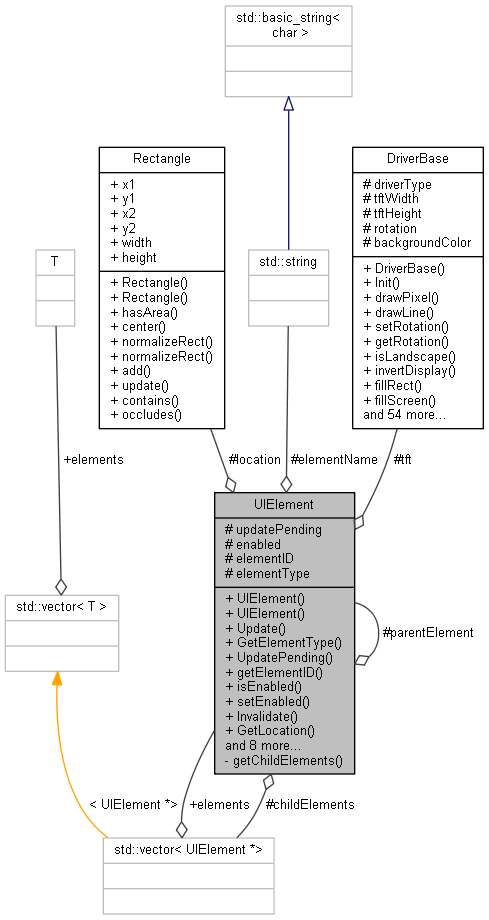 std::basic_string<
char >
Rectangle
+ x1
+ y1
+ x2
+ y2
+ width
+ height
+ Rectangle()
+ Rectangle()
+ hasArea()
+ center()
+ normalizeRect()
+ normalizeRect()
+ add()
+ update()
+ contains()
+ occludes()
DriverBase
# driverType
# tftWidth
# tftHeight
# rotation
# backgroundColor
+ DriverBase()
+ Init()
+ drawPixel()
+ drawLine()
+ setRotation()
+ getRotation()
+ isLandscape()
+ invertDisplay()
+ fillRect()
+ fillScreen()
and 54 more...
T
std::string
+elements
#location
#elementName
#tft
UIElement
# updatePending
# enabled
# elementID
# elementType
+ UIElement()
+ UIElement()
+ Update()
+ GetElementType()
+ UpdatePending()
+ getElementID()
+ isEnabled()
+ setEnabled()
+ Invalidate()
+ GetLocation()
and 8 more...
- getChildElements()
#parentElement
std::vector< T >
< UIElement *>
+elements
#childElements
std::vector< UIElement *>